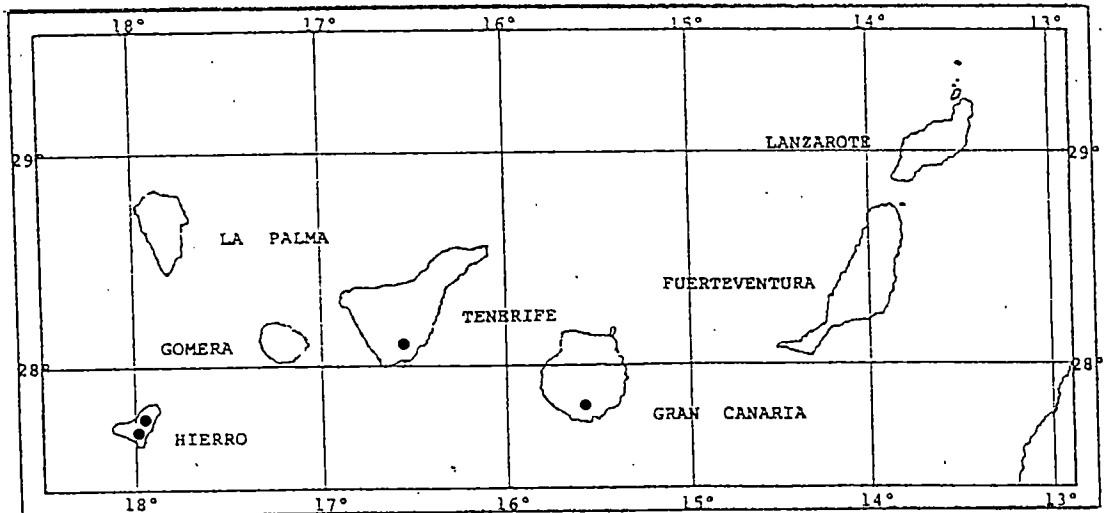 18° 17° 16° 15° 14° 13°
LANZAROTE
29° 29°
LA PALMA
FUERTEVENTURA
TENERIFE
GOMERA
28° 28°
GRAN CANARIA
HIERRO
18° 17° 16° 15° 14° 13°